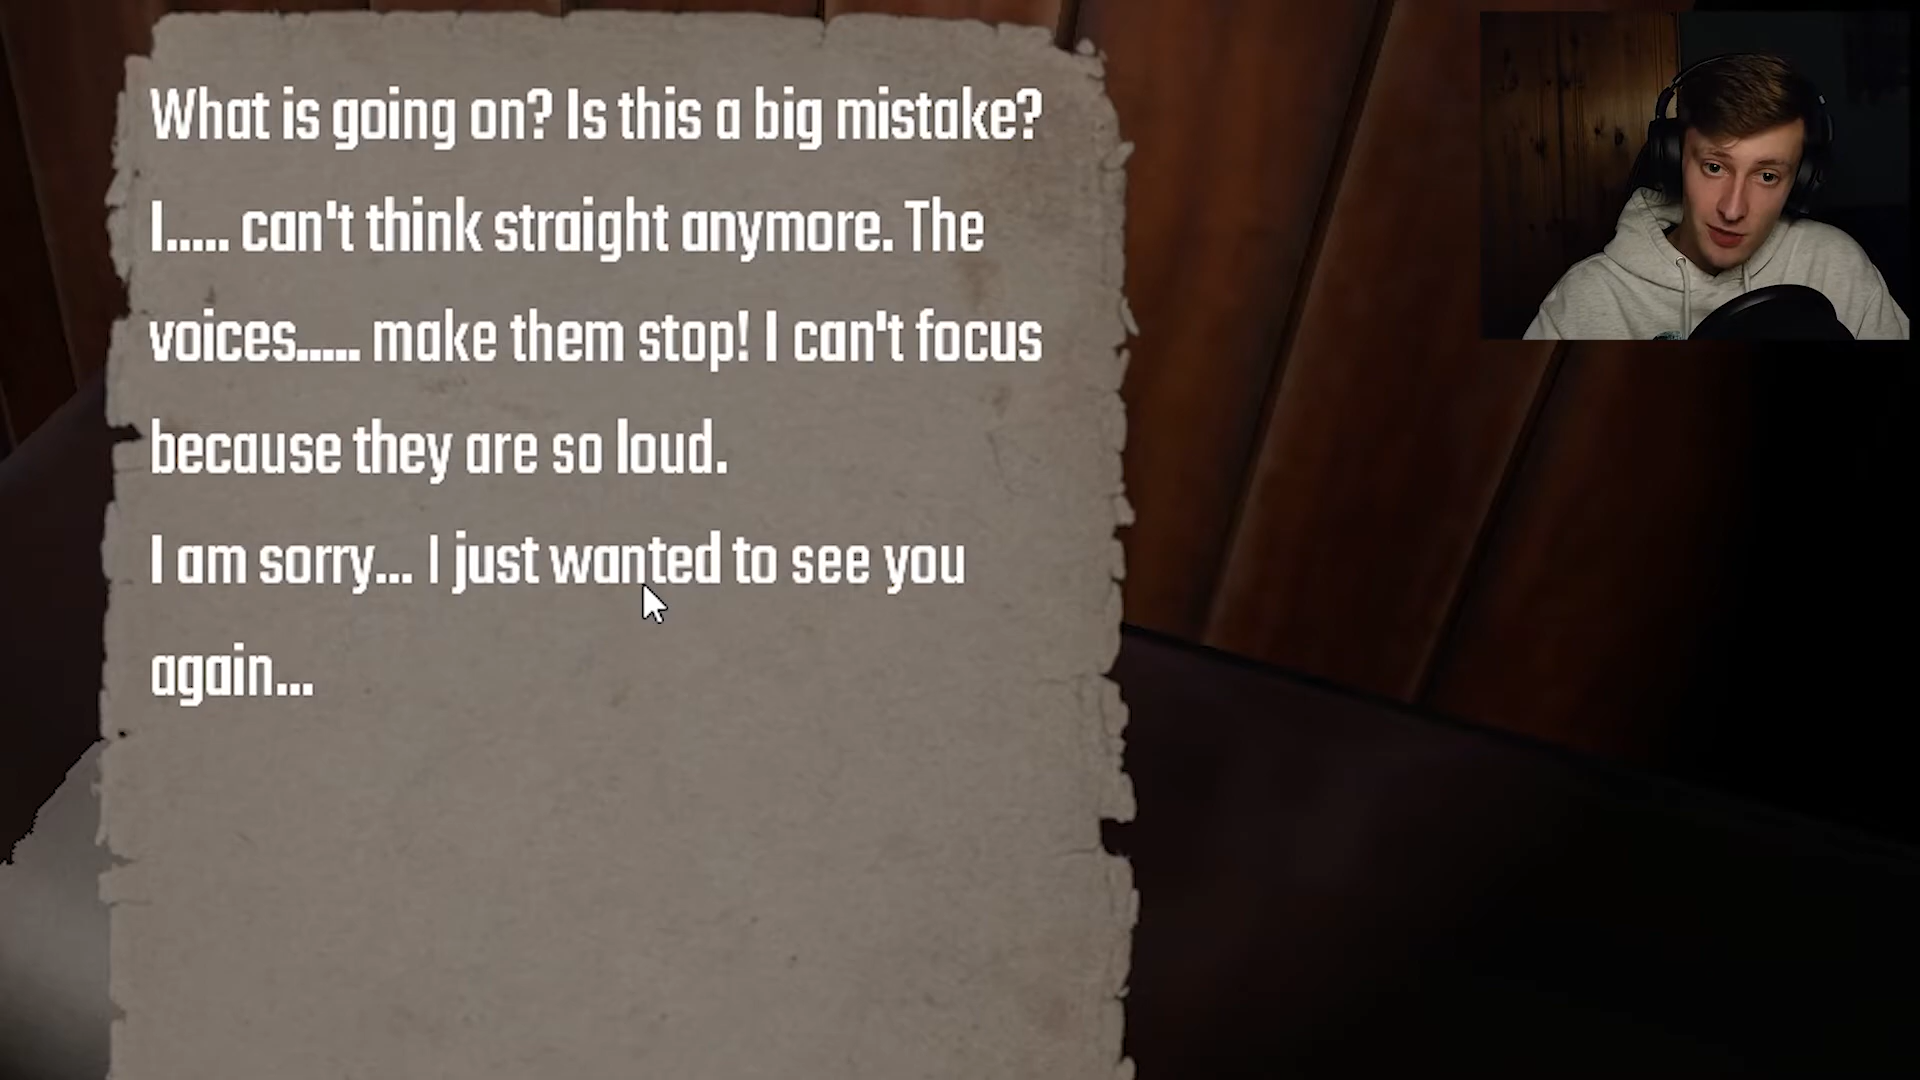 What is going on? Is this a big mistake?
I..... can't think straight anymore. The
voices..... make them stop! I can't focus
because they are so loud.
I am sorry... I just wanted to see you
again...